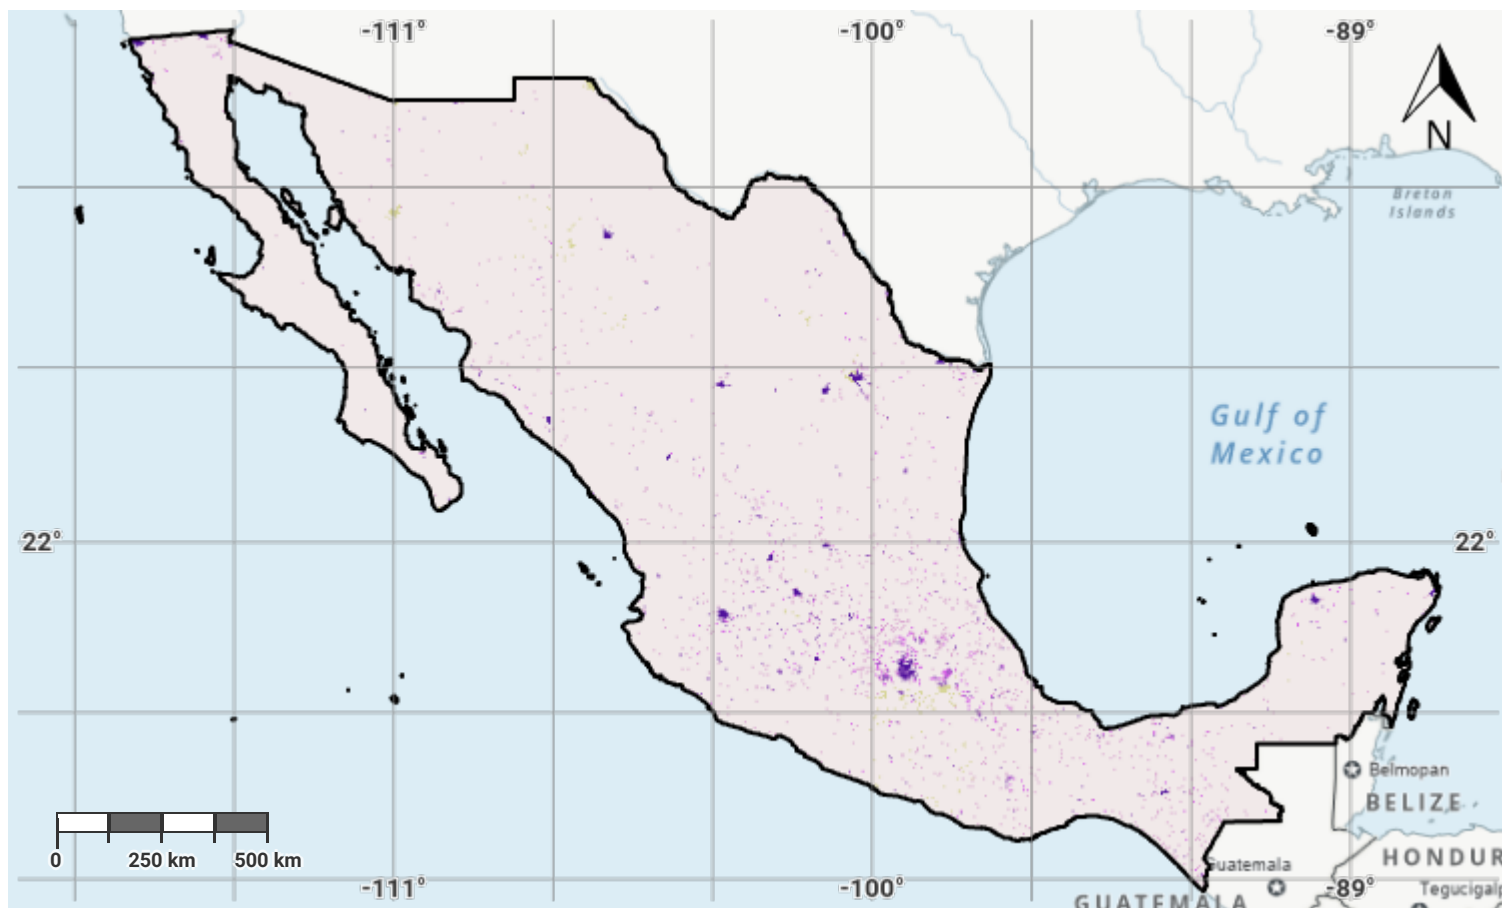 -111° -100° -89°
N
Breton
Islands
Gulf of
Mexico
22° 22°
Belmopan
BELIZE
0 250 km 500 km
Guatemala
HONDUR
-111° -100° -89°
Tegucigalp
GUATEMALA